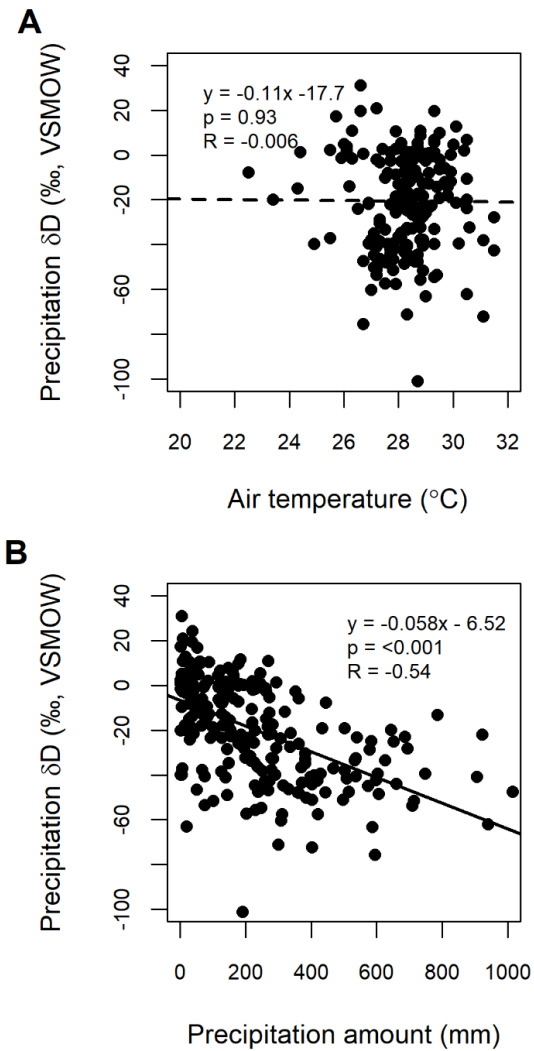 A
Precipitation δD (‰, VSMOW)
40
20
0
-20
-60
-100
y = -0.11x -17.7
p = 0.93
R = -0.006
20 22 24 26 28 30 32
Air temperature (°C)
B
Precipitation δD (‰, VSMOW)
40
20
0
-20
-60
-100
y = -0.058x - 6.52
p = <0.001
R = -0.54
0 200 400 600 800 1000
Precipitation amount (mm)